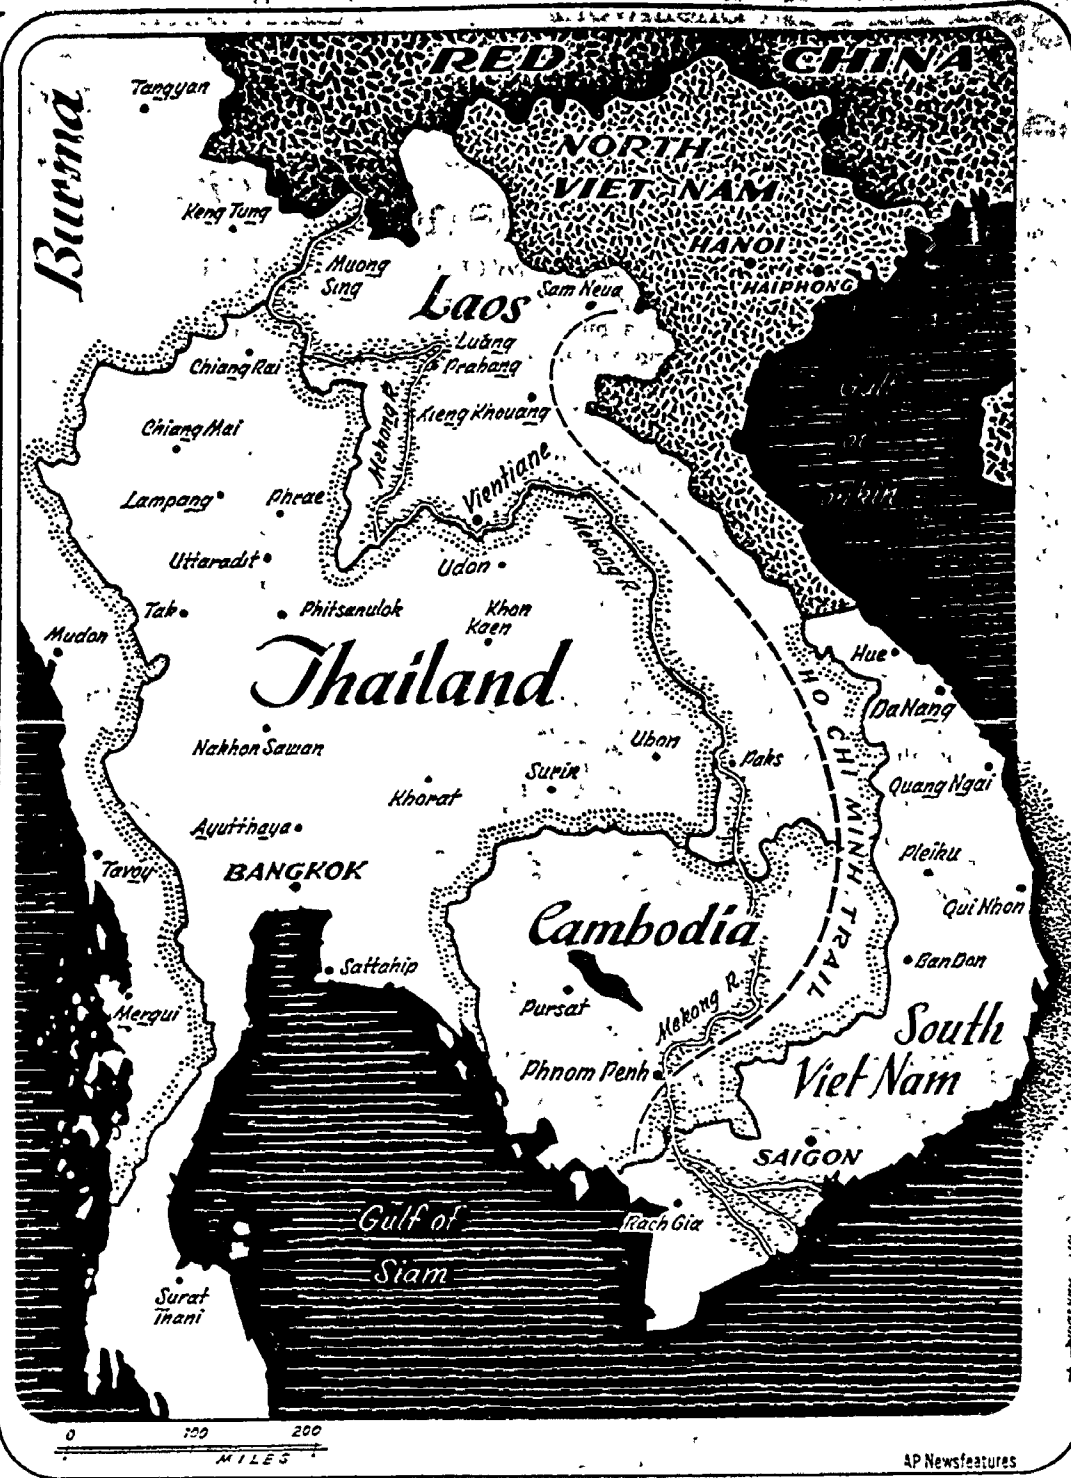 RED CHINA
Tangyan
Burma
NORTH
VIET NAM
Keng Tung
HANOI
HAIPHONG
Muong
Sing
Laos
Sam Neua
Luang
Prabang
Chiang Rai
Mekong R.
Xieng Khouang
Gulf
of
Chiang Mai
Vientiane
Lampang
Phrae
Mekong R.
Uttaradit
Udon
Tak
Phitsanulok
Khon
Kaen
Mudon
Hue
Thailand
HO CHI MINH TRAIL
Da Nang
Nakhon Sawan
Ubon
Paks
Surin
Quang Ngai
Khorat
Ayutthaya
Pleiku
Tavoy
BANGKOK
Qui Nhon
Cambodia
Ban Don
Sattahip
Pursat
Mekong R.
Mergui
South
Viet Nam
Phnom Penh
SAIGON
Gulf of
Siam
Rach Gia
Surat
Thani
0 100 200
MILES
AP Newsfeatures